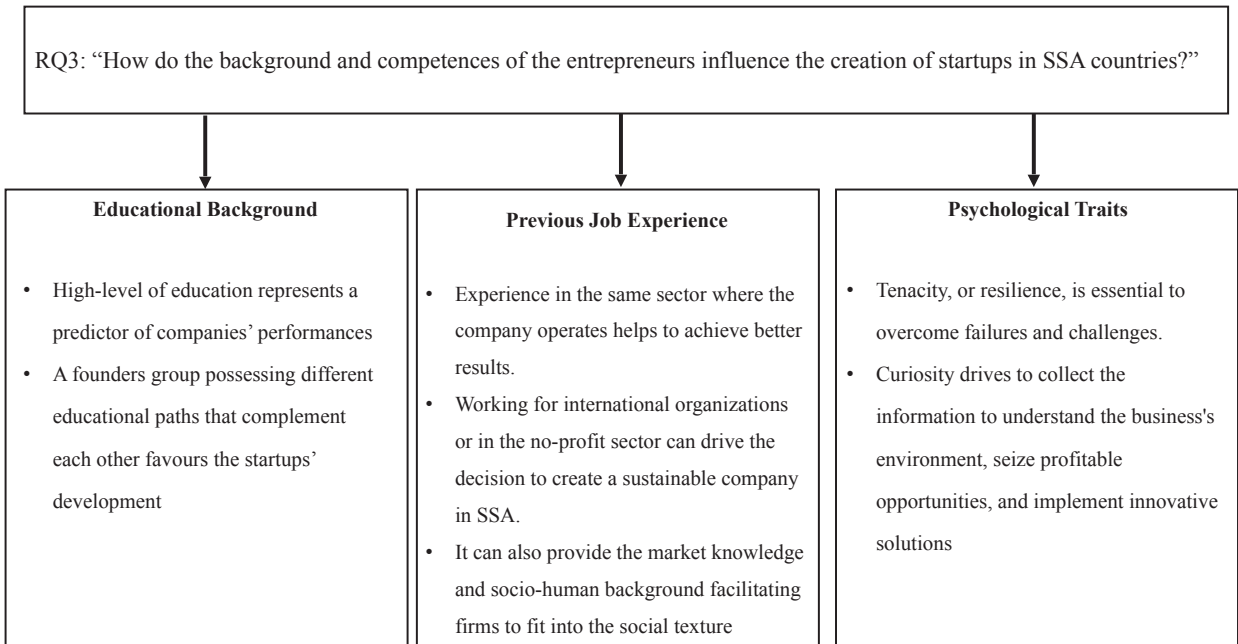 RQ3: “How do the background and competences of the entrepreneurs influence the creation of startups in SSA countries?”
Educational Background
• High-level of education represents a
predictor of companies’ performances
• A founders group possessing different
educational paths that complement
each other favours the startups’
development
Previous Job Experience
• Experience in the same sector where the
company operates helps to achieve better
results.
• Working for international organizations
or in the no-profit sector can drive the
decision to create a sustainable company
in SSA.
• It can also provide the market knowledge
and socio-human background facilitating
firms to fit into the social texture
Psychological Traits
• Tenacity, or resilience, is essential to
overcome failures and challenges.
• Curiosity drives to collect the
information to understand the business's
environment, seize profitable
opportunities, and implement innovative
solutions